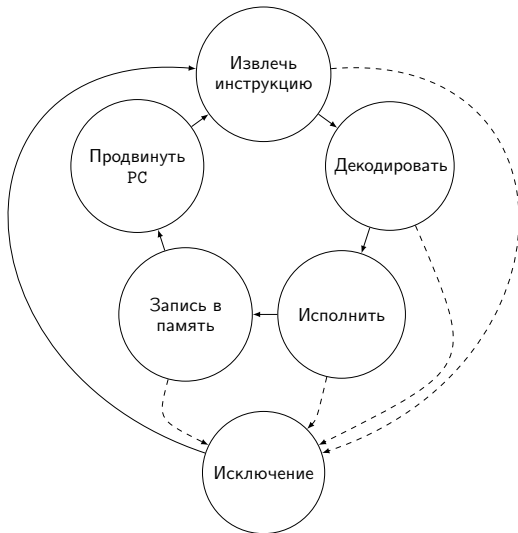 Извлечь
инструкцию
Продвинуть
PC
Декодировать
Запись в
память
Исполнить
Исключение